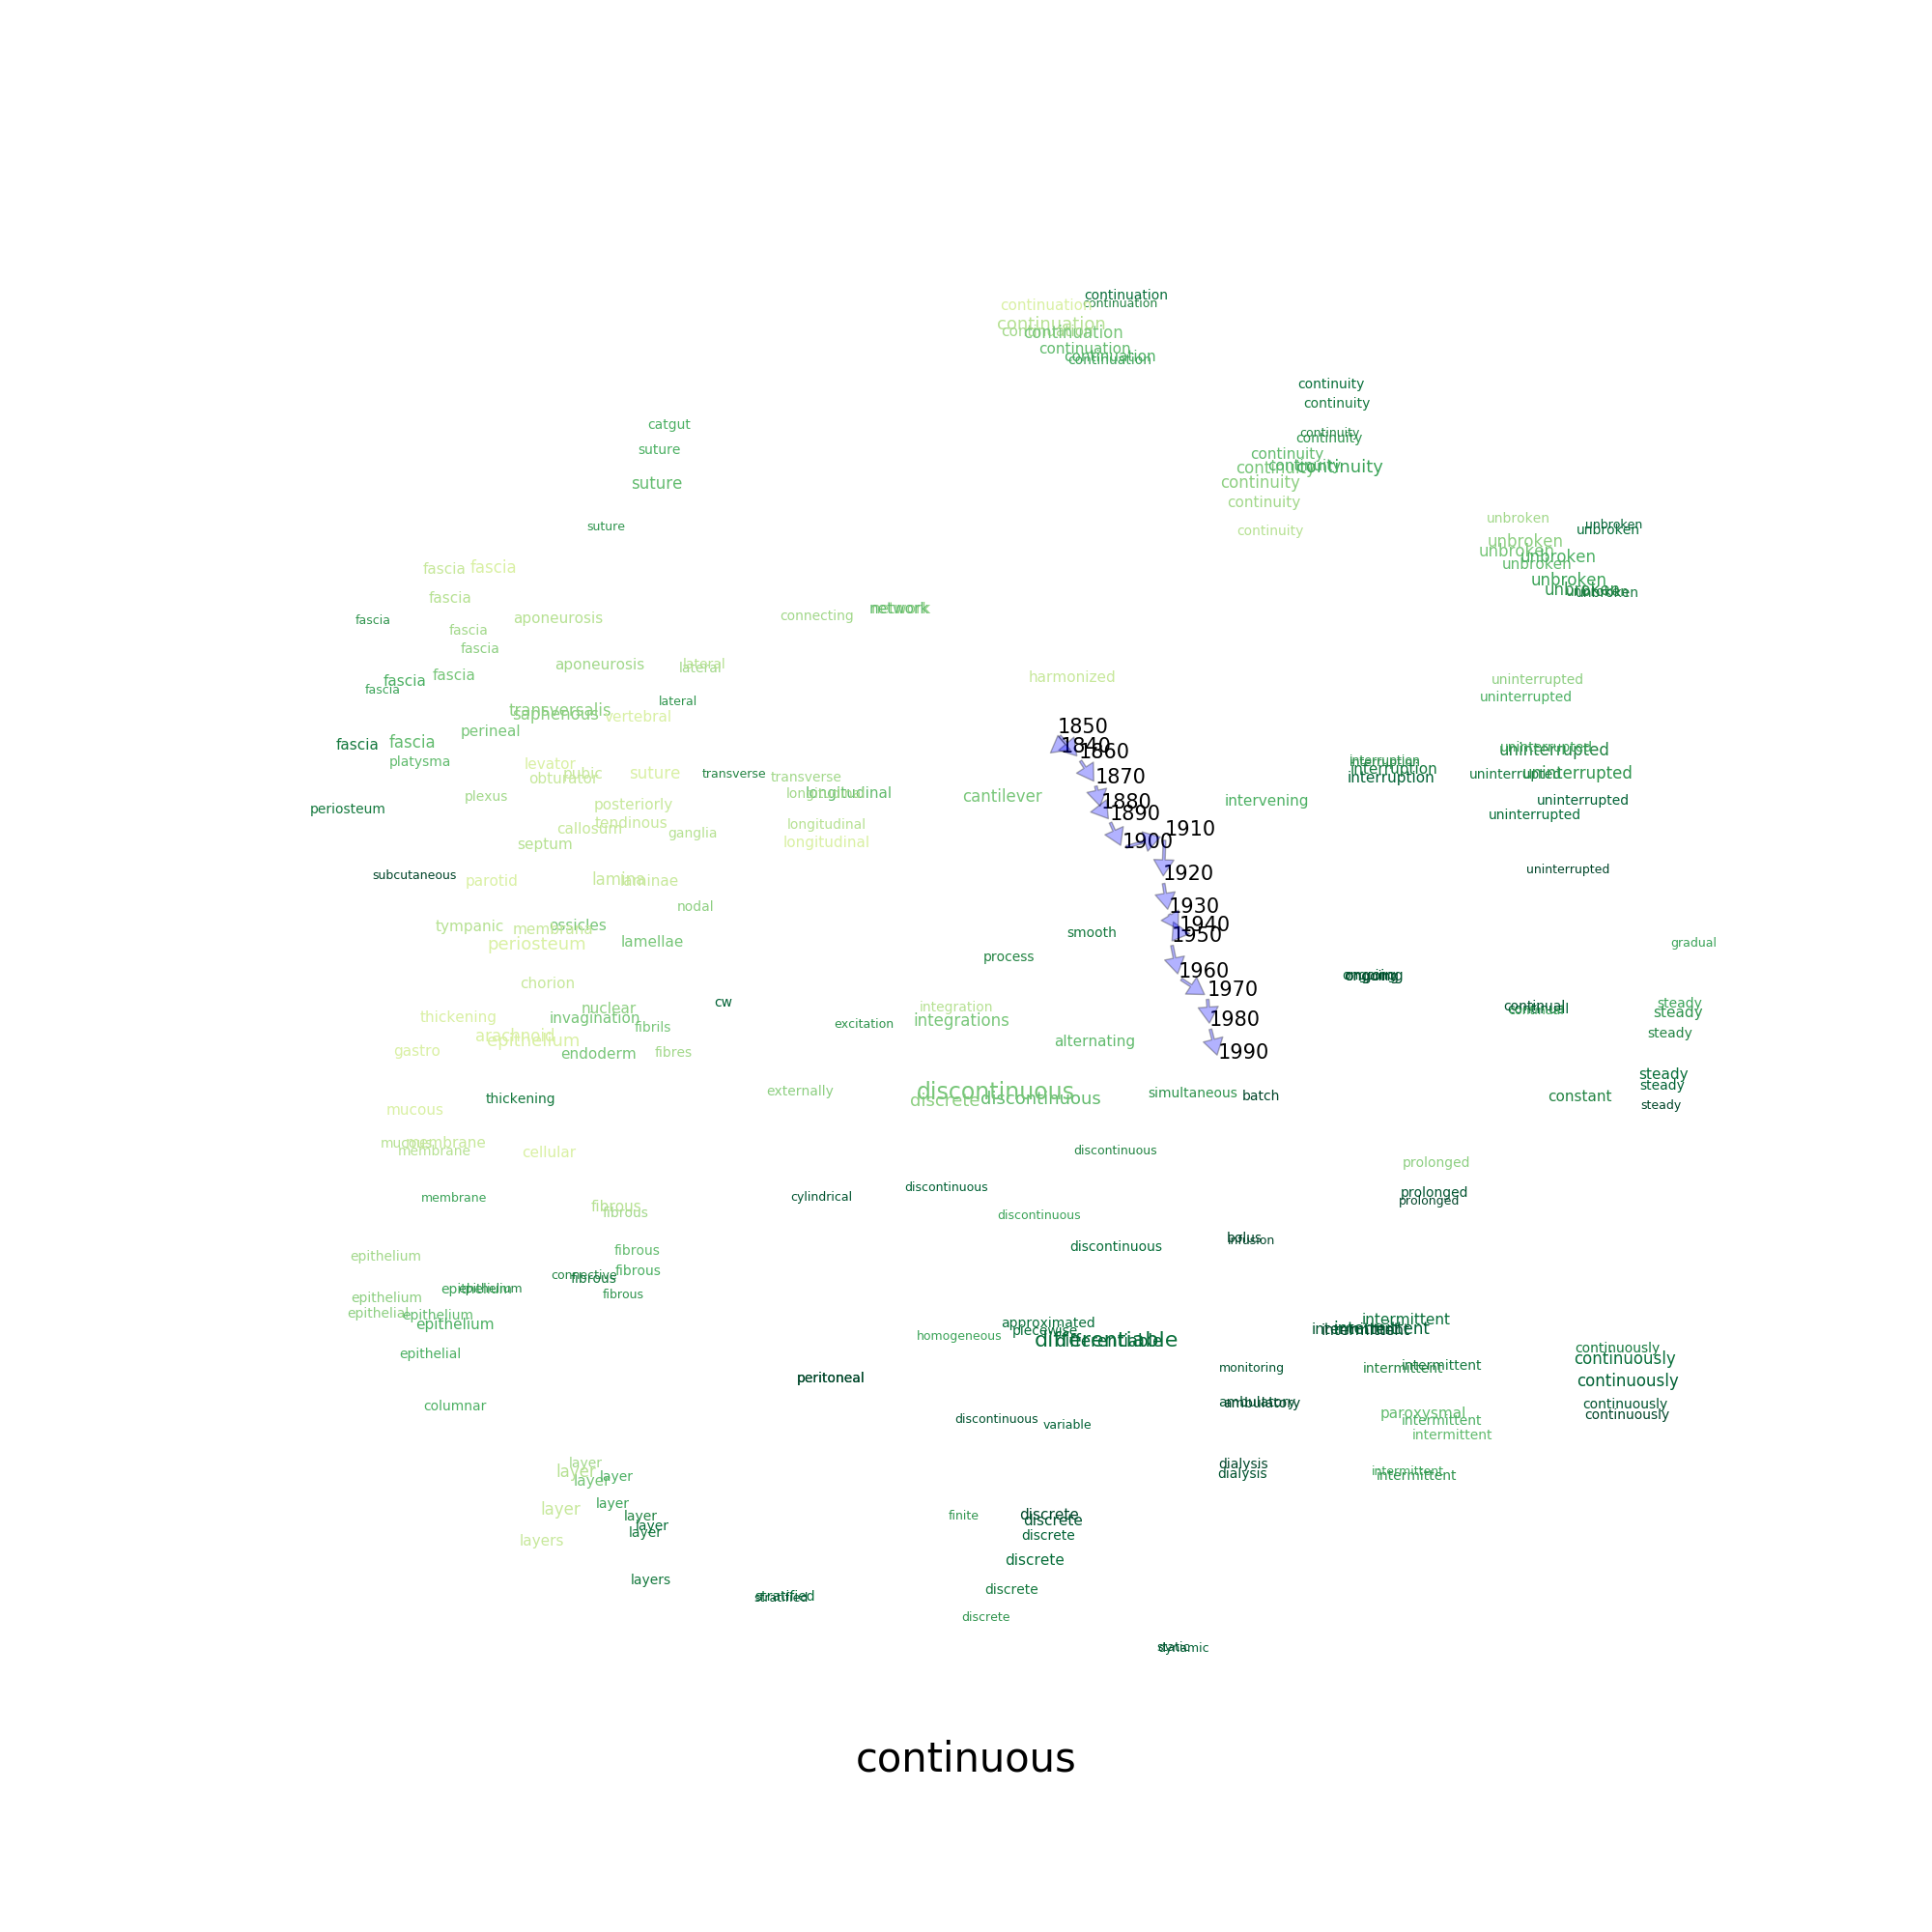 continuation
continuation
continuation
continuation
continuation
continuation
continuation
continuation
continuation
continuity
continuity
catgut
continuity
continuity
suture
continuity
continuity
continuity
continuity
suture
continuity
continuity
unbroken
unbroken
suture
unbroken
continuity
unbroken
unbroken
unbroken
unbroken
fascia
fascia
unbroken
unbroken
unbroken
unbroken
fascia
network
network
connecting
aponeurosis
fascia
fascia
fascia
aponeurosis
lateral
lateral
fascia
harmonized
uninterrupted
fascia
fascia
uninterrupted
lateral
transversalis
saphenous
vertebral
1850
perineal
fascia
fascia
1840
1860
uninterrupted
uninterrupted
platysma
levator
interruption
interruption
interruption
pubic
suture
transverse
transverse
obturator
1870
interruption
uninterrupted
uninterrupted
plexus
longitudinal
longitudinal
cantilever
1880
intervening
uninterrupted
periosteum
posteriorly
1890
uninterrupted
tendinous
callosum
longitudinal
ganglia
1910
septum
longitudinal
1900
subcutaneous
parotid
lamina
laminae
1920
uninterrupted
nodal
1930
tympanic
ossicles
membrana
1940
smooth
1950
periosteum
lamellae
gradual
process
1960
ongoing
ongoing
chorion
1970
cw
steady
nuclear
integration
continual
continual
thickening
invagination
integrations
1980
steady
fibrils
excitation
arachnoid
epithelium
steady
alternating
gastro
endoderm
fibres
1990
steady
steady
externally
discontinuous
simultaneous
batch
constant
thickening
discrete
discontinuous
steady
mucous
mucous
membrane
membrane
cellular
discontinuous
prolonged
discontinuous
prolonged
prolonged
membrane
cylindrical
fibrous
fibrous
discontinuous
bolus
infusion
discontinuous
epithelium
fibrous
fibrous
connective
fibrous
epithelium
epithelium
fibrous
epithelium
epithelial
epithelium
epithelium
approximated
intermittent
piecewise
intermittent
intermittent
intermittent
homogeneous
differentiable
differentiable
continuously
epithelial
continuously
monitoring
intermittent
intermittent
peritoneal
continuously
ambulatory
ambulatory
columnar
continuously
continuously
paroxysmal
discontinuous
variable
intermittent
intermittent
layer
layer
layer
layer
dialysis
dialysis
intermittent
intermittent
layer
layer
layer
layer
layer
finite
discrete
discrete
discrete
layers
discrete
layers
discrete
stratified
stratified
discrete
static
dynamic
continuous